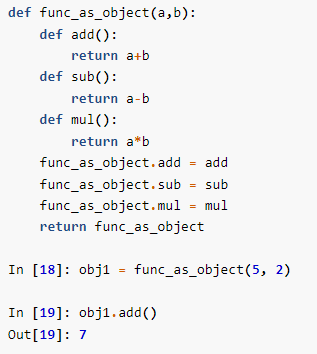 def func_as_object(a,b):
    def add():
        return a+b
    def sub():
        return a-b
    def mul():
        return a*b
    func_as_object.add = add
    func_as_object.sub = sub
    func_as_object.mul = mul
    return func_as_object

In [18]: obj1 = func_as_object(5, 2)

In [19]: obj1.add()
Out[19]: 7